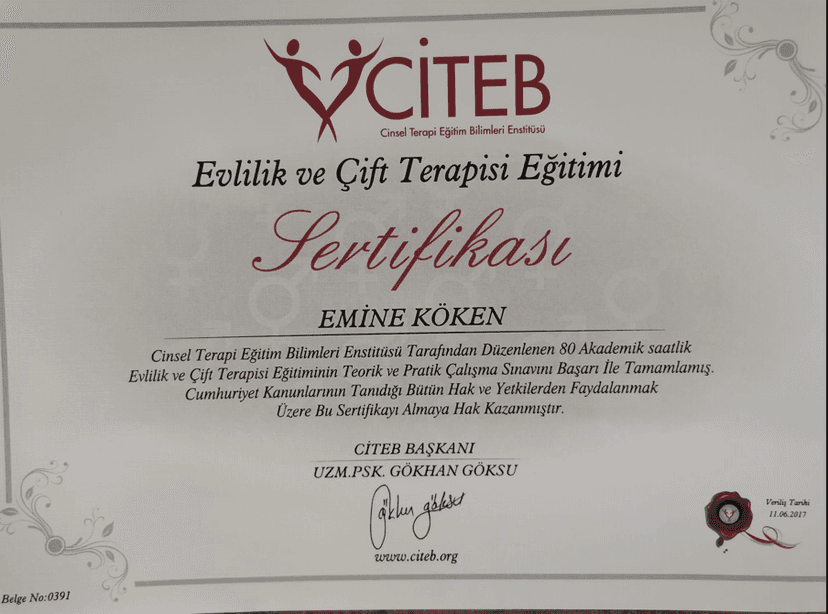 CİTEB
Cinsel Terapi Eğitim Bilimleri Enstitüsü
Evlilik ve Çift Terapisi Eğitimi
Sertifikası
EMİNE KÖKEN
Cinsel Terapi Eğitim Bilimleri Enstitüsü Tarafından Düzenlenen 80 Akademik saatlik
Evlilik ve Çift Terapisi Eğitiminin Teorik ve Pratik Çalışma Sınavını Başarı İle Tamamlamış.
Cumhuriyet Kanunlarının Tanıdığı Bütün Hak ve Yetkilerden Faydalanmak
Üzere Bu Sertifikayı Almaya Hak Kazanmıştır.
CİTEB BAŞKANI
UZM.PSK. GÖKHAN GÖKSU
Gökhan göksu
www.citeb.org
Veriliş Tarihi
11.06.2017
Belge No:0391